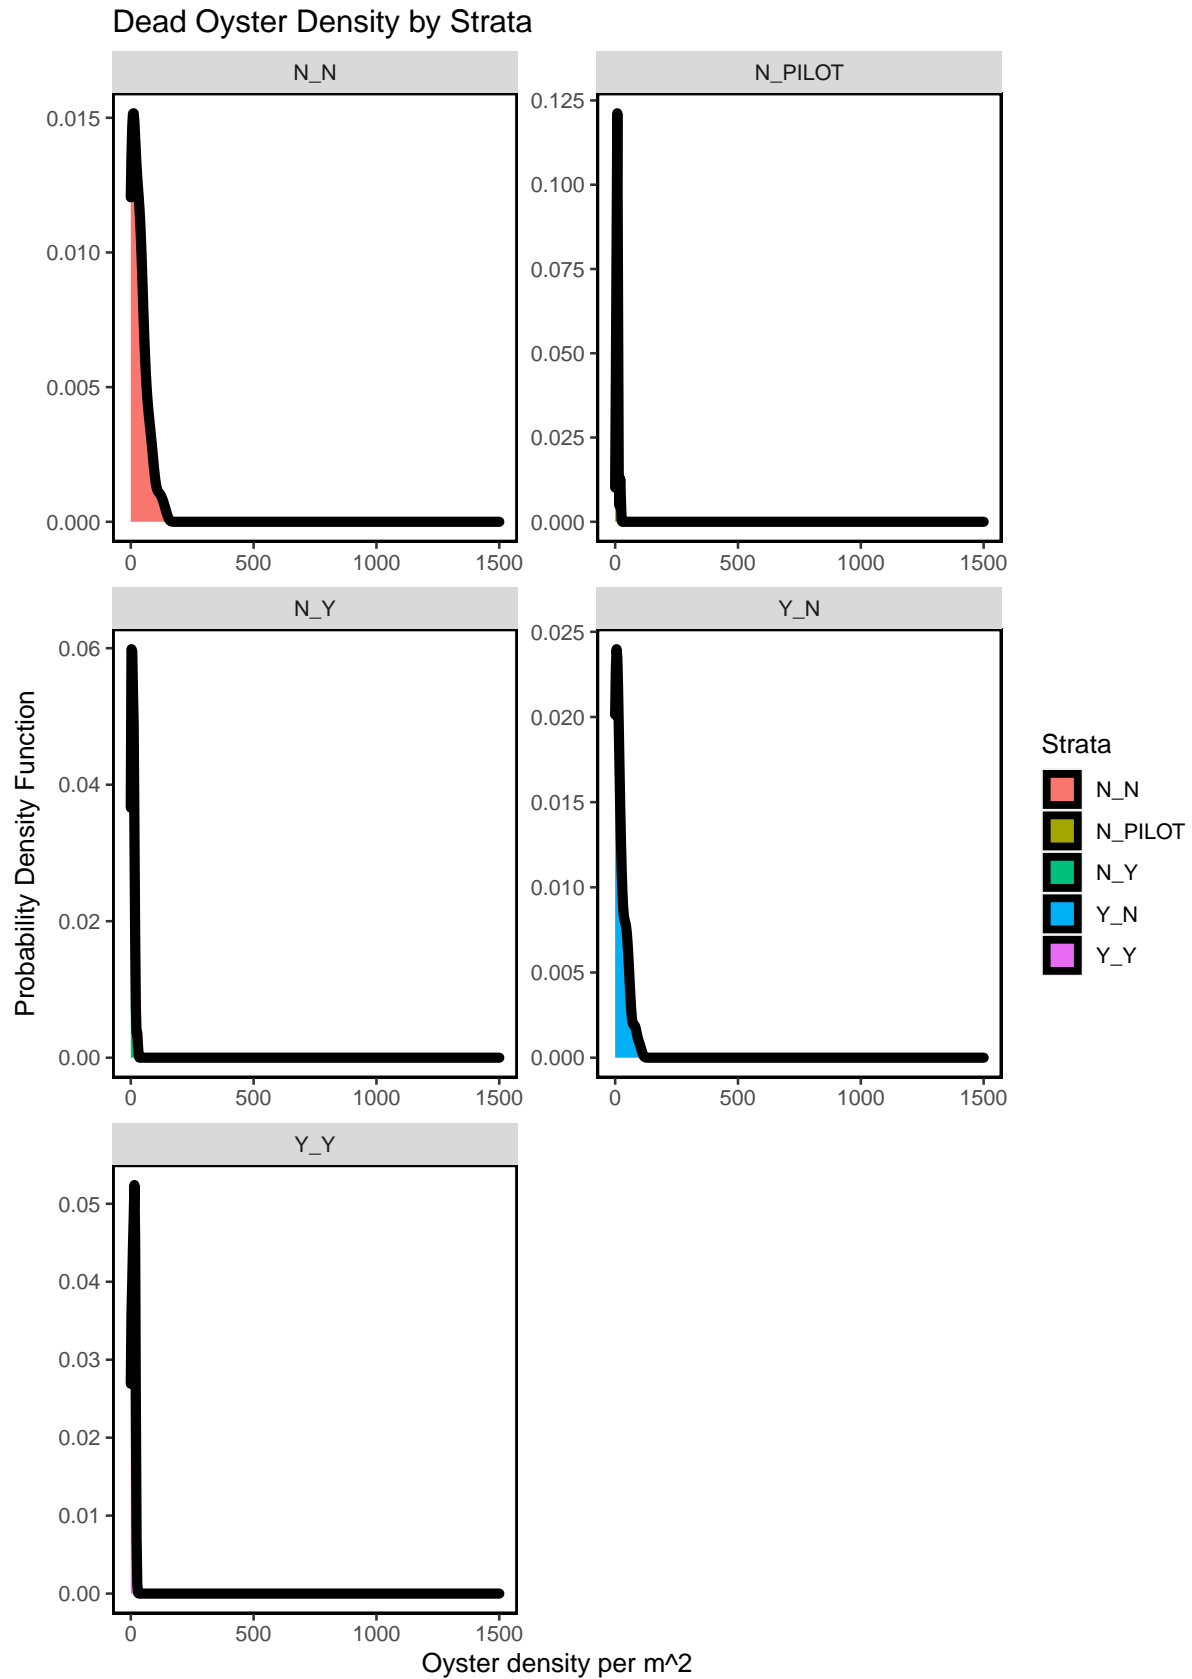 Dead Oyster Density by Strata
N_N
N_PILOT
0.015
0.010
0.005
0.000
0.125
0.100
0.075
0.050
0.025
0.000
0 500 1000 1500
0 500 1000 1500
N_Y
Y_N
0.06
0.04
0.02
0.00
0.025
0.020
0.015
0.010
0.005
0.000
0 500 1000 1500
0 500 1000 1500
Y_Y
0.05
0.04
0.03
0.02
0.01
0.00
0 500 1000 1500
Probability Density Function
Oyster density per m^2
Strata
N_N
N_PILOT
N_Y
Y_N
Y_Y